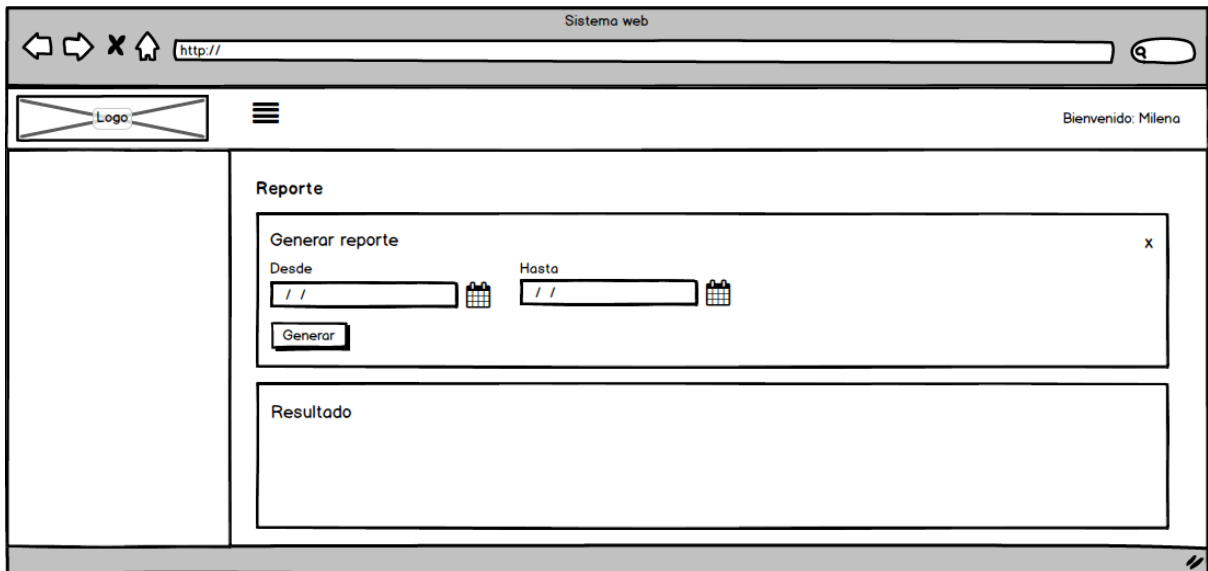 Sistema web
http://
Logo
Bienvenido: Milena
Reporte
Generar reporte
x
Desde
Hasta
/ /
/ /
Generar
Resultado